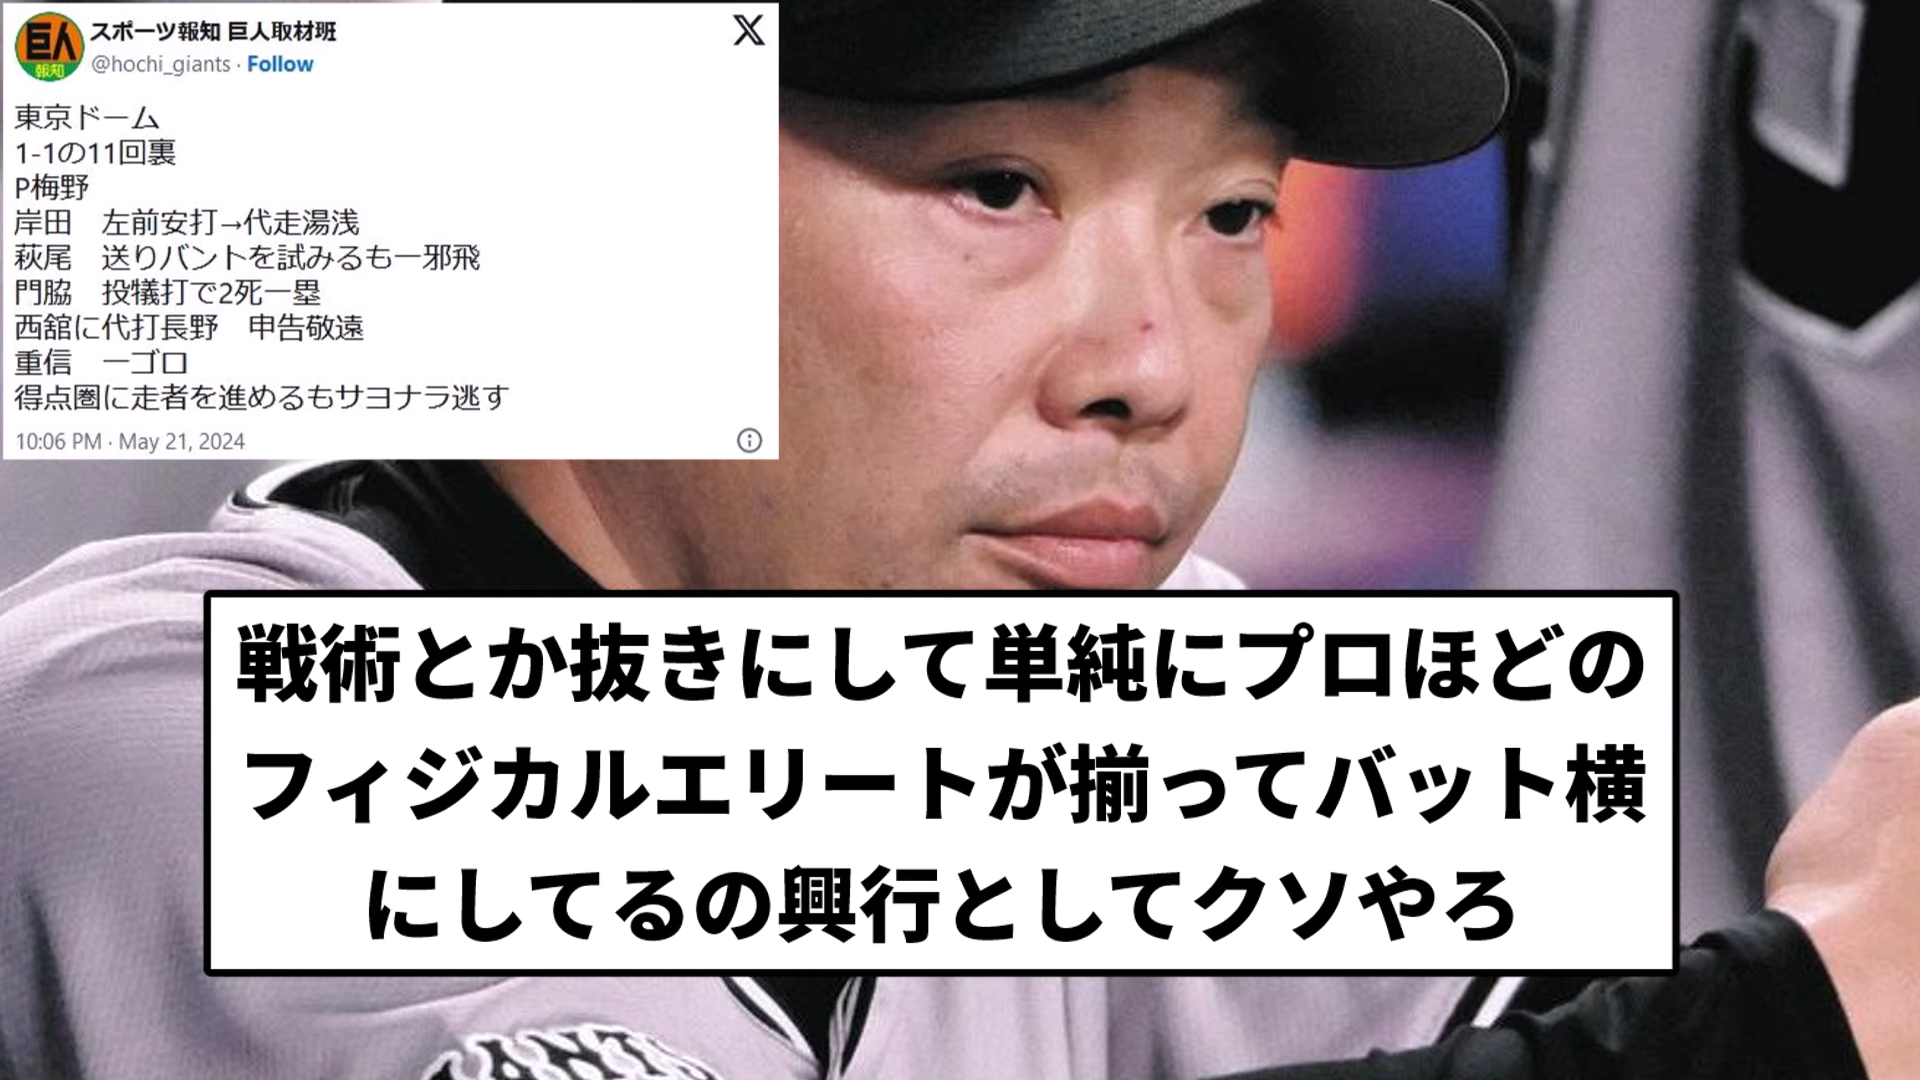 スポーツ報知 巨人取材班
@hochi_giants · Follow
巨人
報知
東京ドーム
1-1の11回裏
P梅野
岸田　左前安打→代走湯浅
萩尾　送りバントを試みるも一邪飛
門脇　投犠打で2死一塁
西舘に代打長野　申告敬遠
重信　一ゴロ
得点圏に走者を進めるもサヨナラ逃す
10:06 PM · May 21, 2024
戦術とか抜きにして単純にプロほどの
フィジカルエリートが揃ってバット横
にしてるの興行としてクソやろ